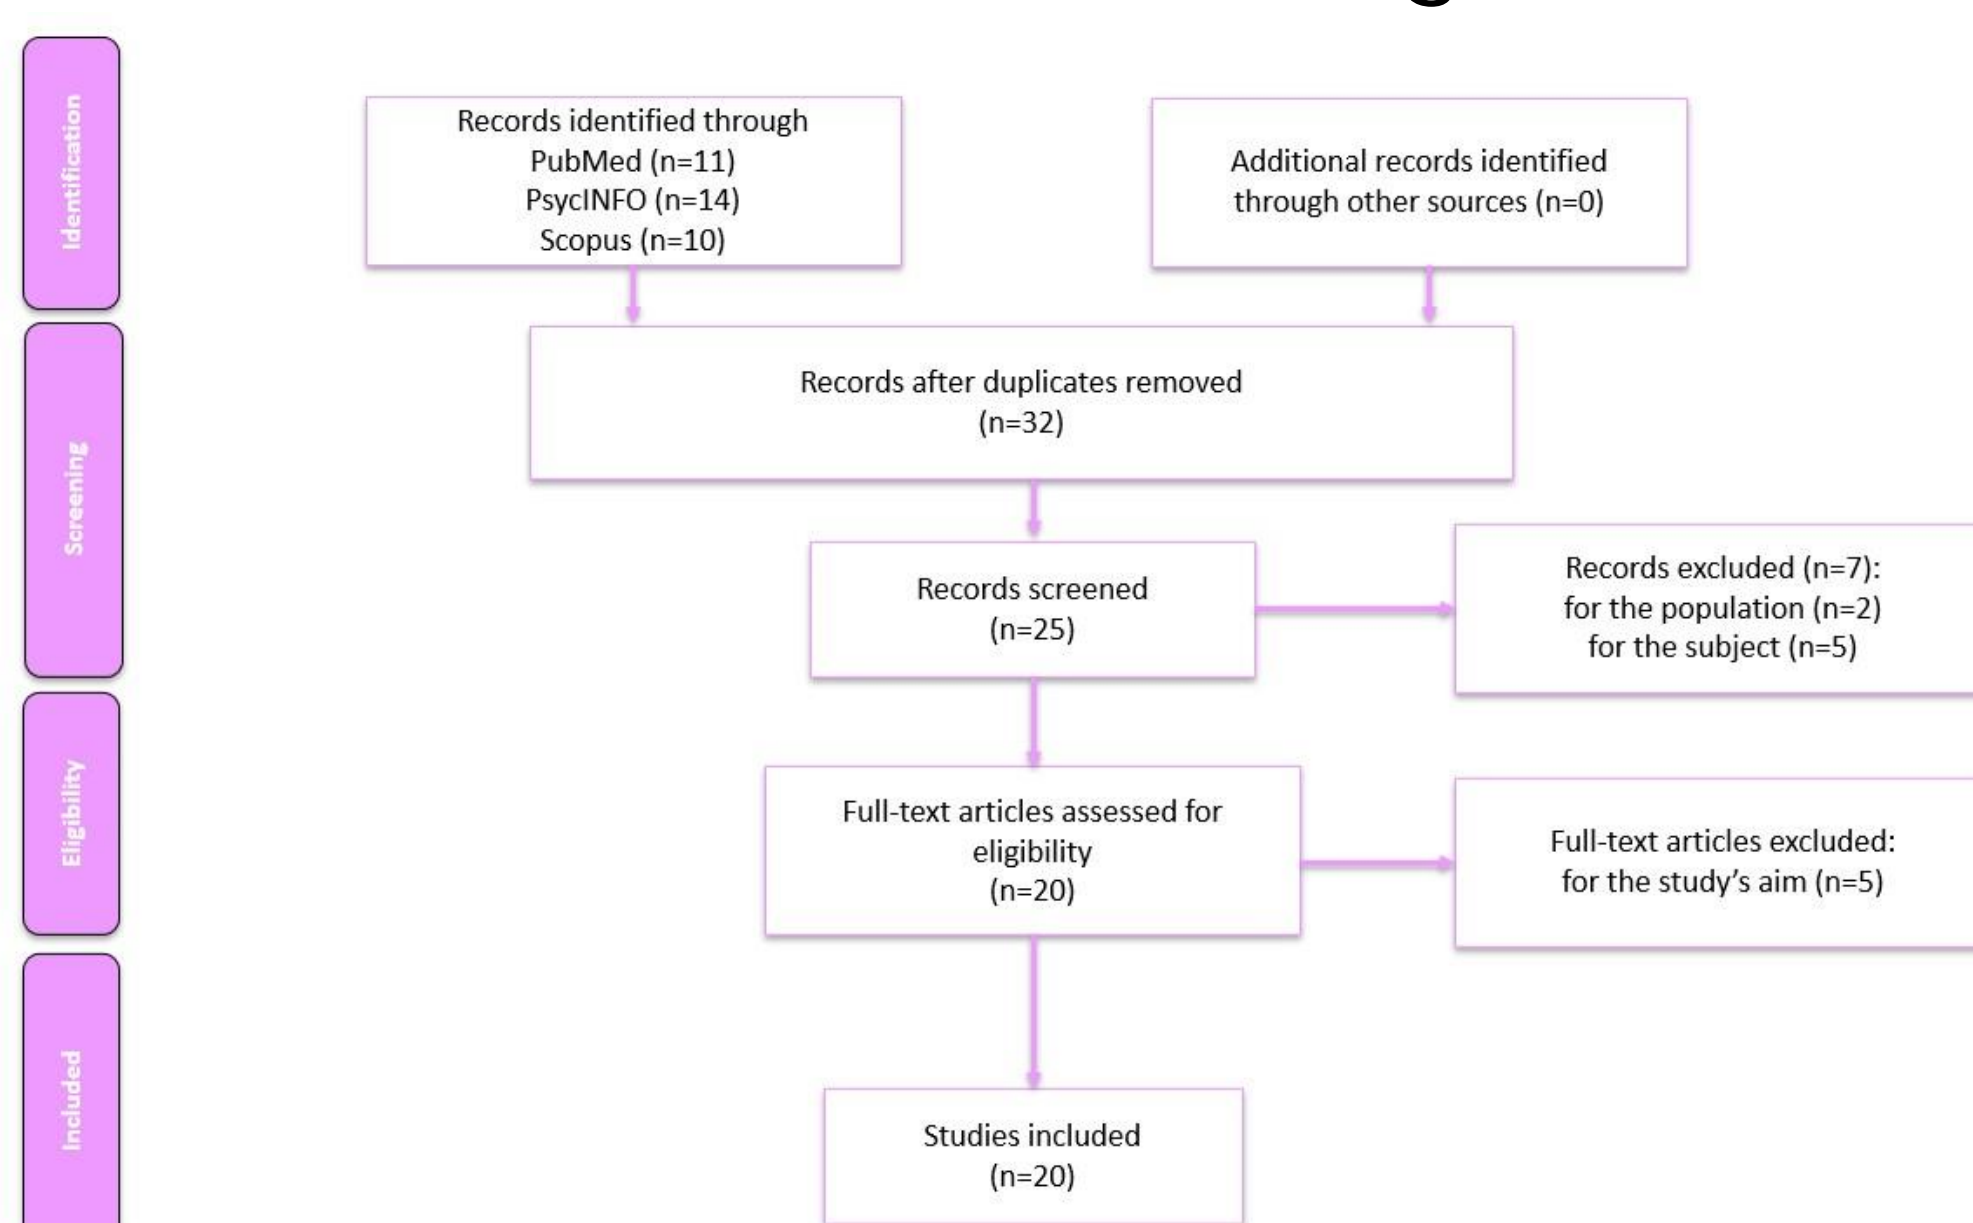 Identification
Records identified through
PubMed (n=11)
PsycINFO (n=14)
Scopus (n=10)
Additional records identified
through other sources (n=0)
Screening
Records after duplicates removed
(n=32)
Records screened
(n=25)
Records excluded (n=7):
for the population (n=2)
for the subject (n=5)
Eligibility
Full-text articles assessed for
eligibility
(n=20)
Full-text articles excluded:
for the study’s aim (n=5)
Included
Studies included
(n=20)